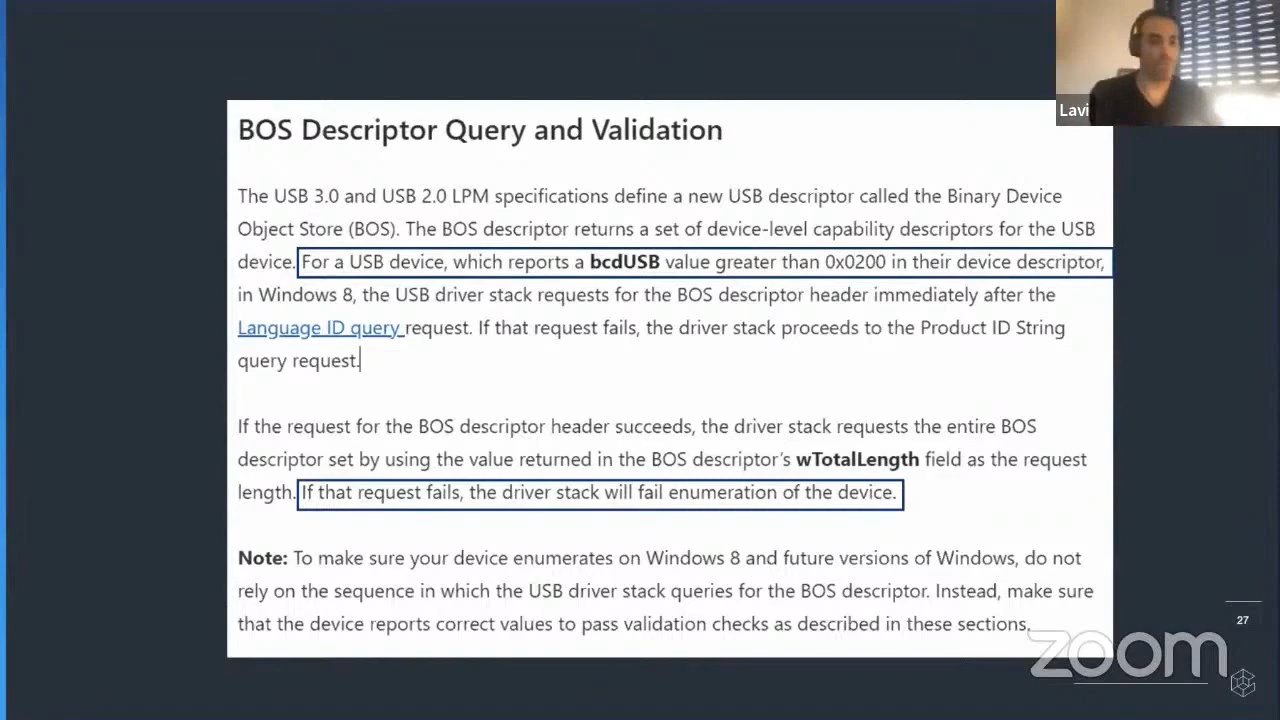 Lavi
BOS Descriptor Query and Validation
The USB 3.0 and USB 2.0 LPM specifications define a new USB descriptor called the Binary Device
Object Store (BOS). The BOS descriptor returns a set of device-level capability descriptors for the USB
device. For a USB device, which reports a bcdUSB value greater than 0x0200 in their device descriptor,
in Windows 8, the USB driver stack requests for the BOS descriptor header immediately after the
Language ID query request. If that request fails, the driver stack proceeds to the Product ID String
query request.
If the request for the BOS descriptor header succeeds, the driver stack requests the entire BOS
descriptor set by using the value returned in the BOS descriptor’s wTotalLength field as the request
length. If that request fails, the driver stack will fail enumeration of the device.
Note: To make sure your device enumerates on Windows 8 and future versions of Windows, do not
rely on the sequence in which the USB driver stack queries for the BOS descriptor. Instead, make sure
that the device reports correct values to pass validation checks as described in these sections.
27
zoom